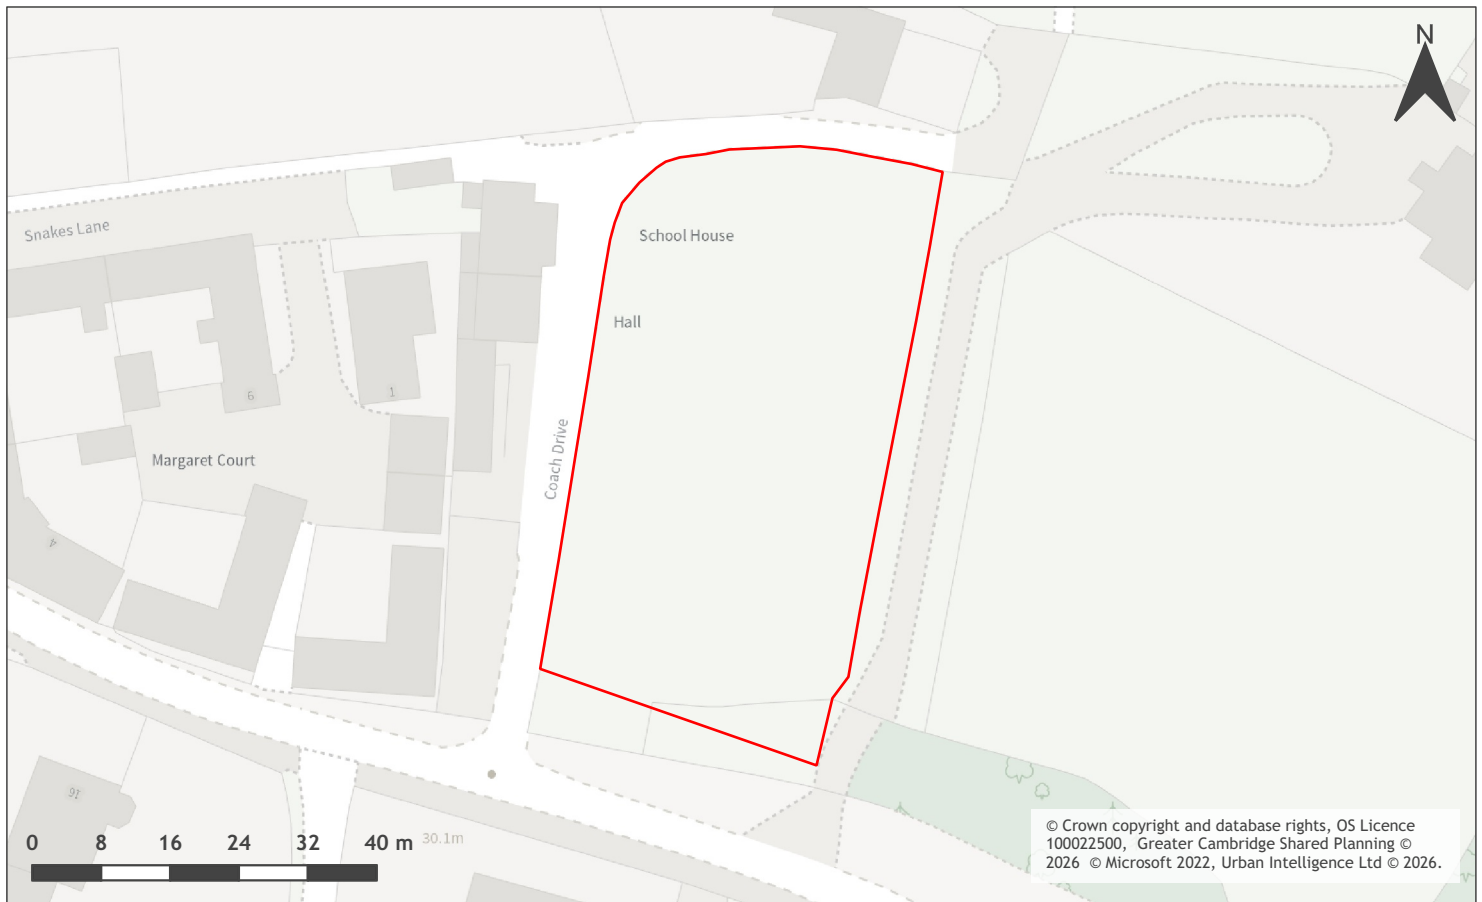 N
Snakes Lane
School House
Hall
6
1
Coach Drive
Margaret Court
4
16
30.1m
0 8 16 24 32 40 m
© Crown copyright and database rights, OS Licence
100022500, Greater Cambridge Shared Planning ©
2026 © Microsoft 2022, Urban Intelligence Ltd © 2026.